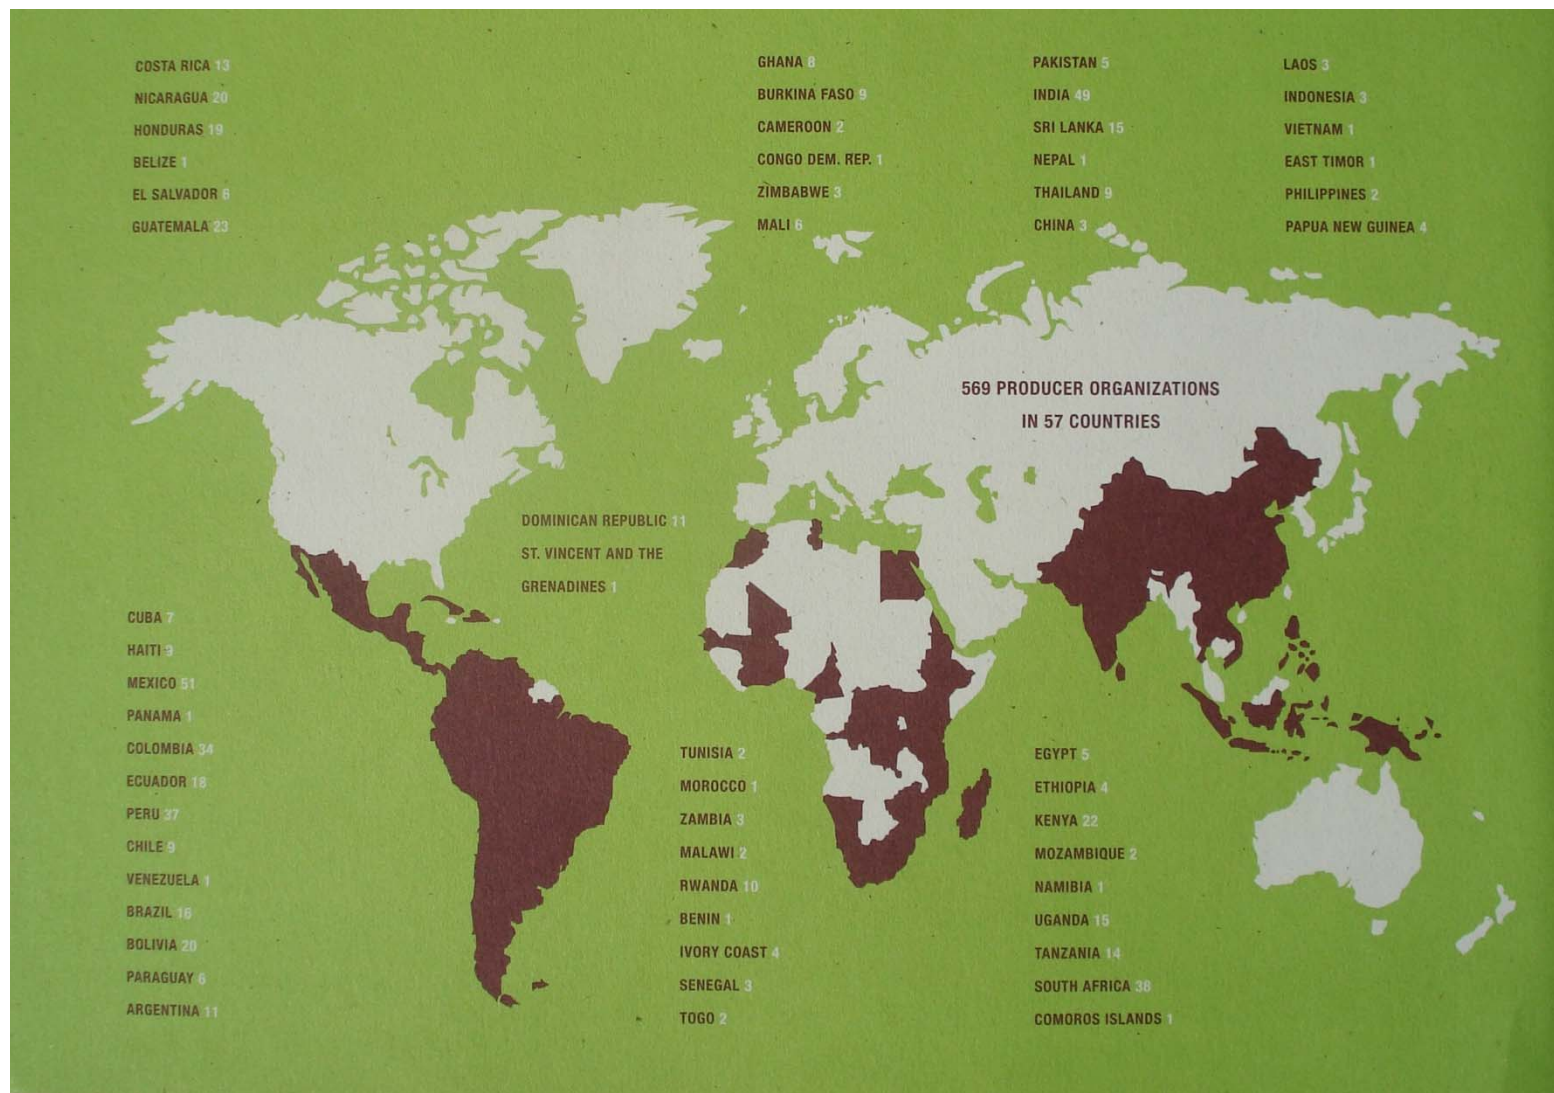 COSTA RICA 13
NICARAGUA 20
HONDURAS 19
BELIZE 1
EL SALVADOR 6
GUATEMALA 23
GHANA 8
BURKINA FASO 9
CAMEROON 2
CONGO DEM. REP. 1
ZIMBABWE 3
MALI 6
PAKISTAN 5
INDIA 49
SRI LANKA 15
NEPAL 1
THAILAND 9
CHINA 3
LAOS 3
INDONESIA 3
VIETNAM 1
EAST TIMOR 1
PHILIPPINES 2
PAPUA NEW GUINEA 4
569 PRODUCER ORGANIZATIONS
IN 57 COUNTRIES
DOMINICAN REPUBLIC 11
ST. VINCENT AND THE
GRENADINES 1
CUBA 7
HAITI 9
MEXICO 51
PANAMA 1
COLOMBIA 34
ECUADOR 18
PERU 37
CHILE 9
VENEZUELA 1
BRAZIL 16
BOLIVIA 20
PARAGUAY 6
ARGENTINA 11
TUNISIA 2
MOROCCO 1
ZAMBIA 3
MALAWI 2
RWANDA 10
BENIN 1
IVORY COAST 4
SENEGAL 3
TOGO 2
EGYPT 5
ETHIOPIA 4
KENYA 22
MOZAMBIQUE 2
NAMIBIA 1
UGANDA 15
TANZANIA 14
SOUTH AFRICA 38
COMOROS ISLANDS 1